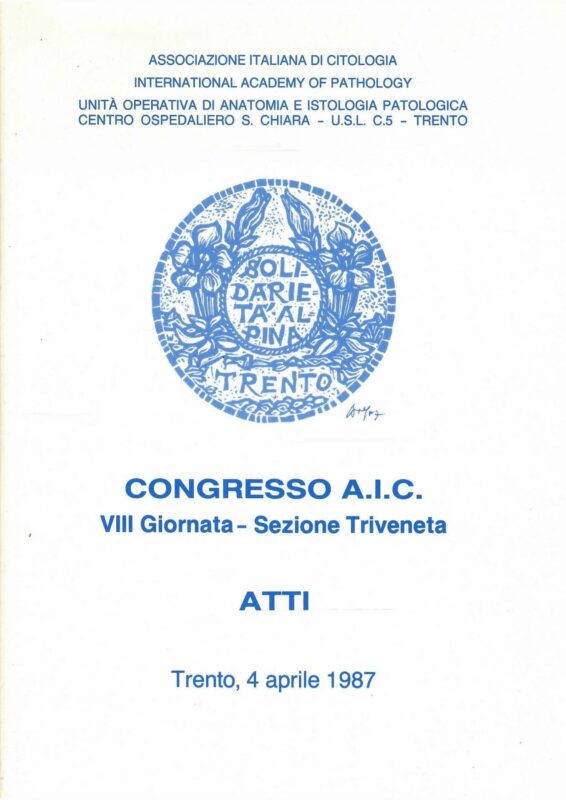 ASSOCIAZIONE ITALIANA DI CITOLOGIA
INTERNATIONAL ACADEMY OF PATHOLOGY
UNITÀ OPERATIVA DI ANATOMIA E ISTOLOGIA PATOLOGICA
CENTRO OSPEDALIERO S. CHIARA - U.S.L. C.5 - TRENTO
SOLI-
DARIE=
TA'AL-
PINA
TRENTO
CONGRESSO A.I.C.
VIII Giornata - Sezione Triveneta
ATTI
Trento, 4 aprile 1987